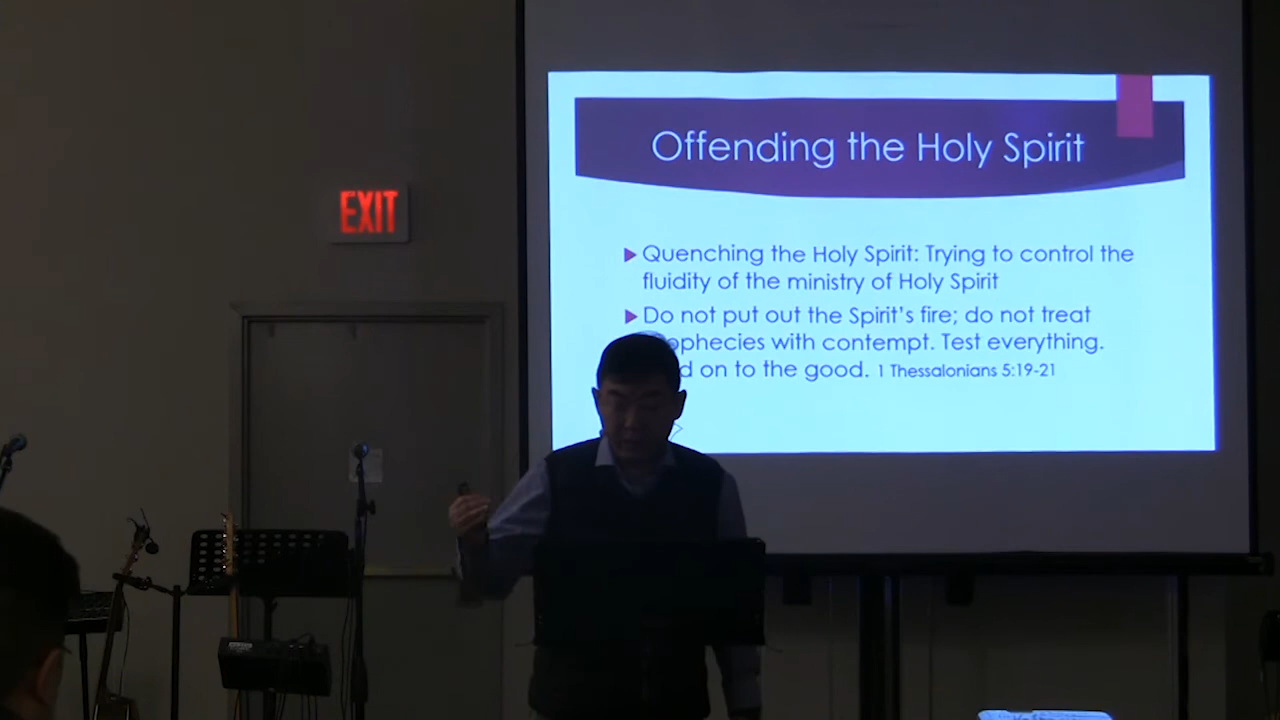 Offending the Holy Spirit
EXIT
Quenching the Holy Spirit: Trying to control the
fluidity of the ministry of Holy Spirit
Do not put out the Spirit's fire; do not treat
ophecies with contempt. Test everything.
d on to the good. 1 Thessalonians 5:19-21